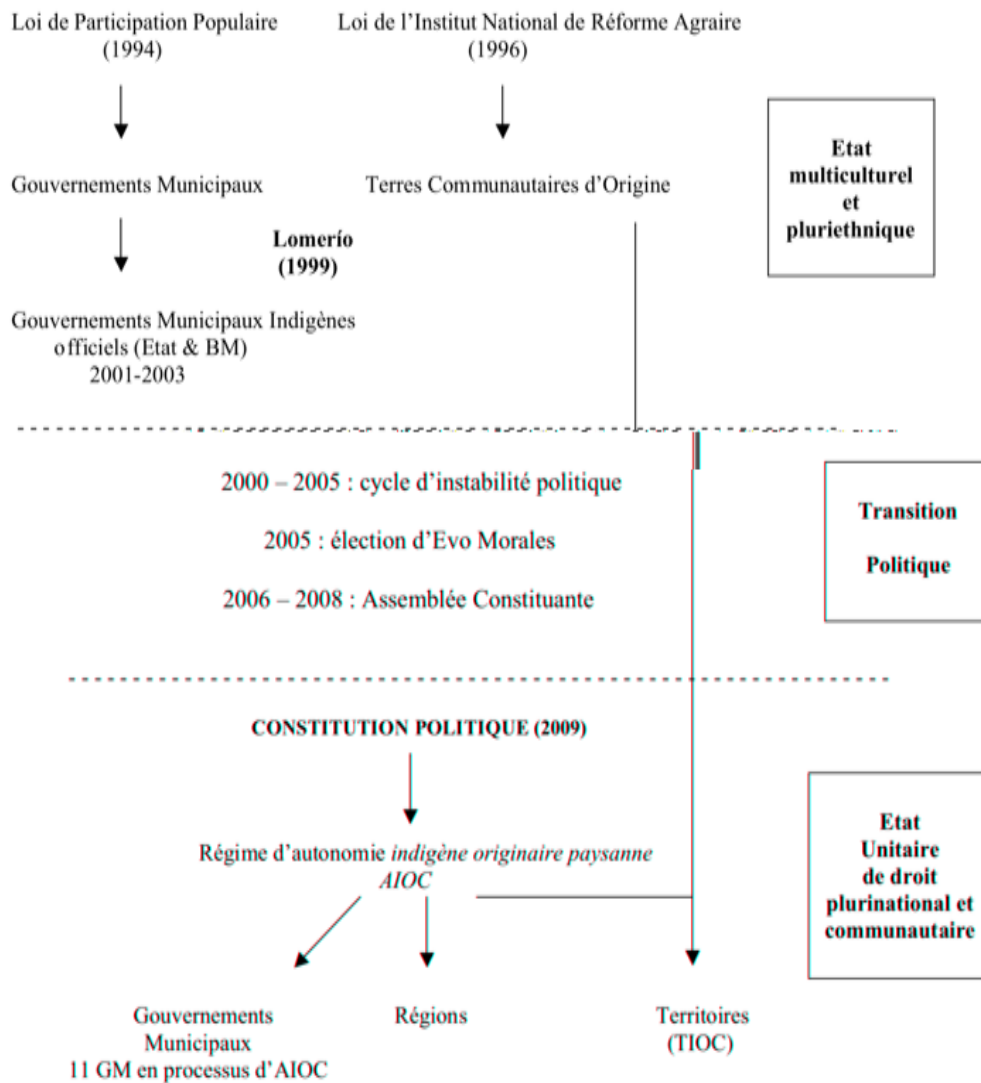 Loi de Participation Populaire
(1994)
Loi de l'Institut National de Réforme Agraire
(1996)
Etat
multiculturel
et
pluriethnique
Gouvernements Municipaux
Terres Communautaires d'Origine
Lomerío
(1999)
Gouvernements Municipaux Indigènes
officiels (Etat & BM)
2001-2003
2000 – 2005 : cycle d'instabilité politique
2005 : élection d'Evo Morales
2006 – 2008 : Assemblée Constituante
Transition
Politique
CONSTITUTION POLITIQUE (2009)
Régime d'autonomie indigène originaire paysanne
AIOC
Etat
Unitaire
de droit
plurinational et
communautaire
Gouvernements
Municipaux
11 GM en processus d'AIOC
Régions
Territoires
(TIOC)